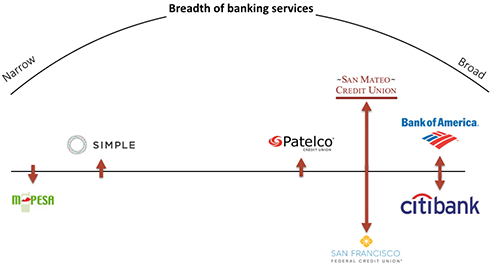 Breadth of banking services
Narrow
Broad
~SAN MATEO~
CREDIT UNION
SIMPLE
Patelco®
CREDIT UNION
Bank of America.
M-PESA
citibank
SAN FRANCISCO
FEDERAL CREDIT UNION®